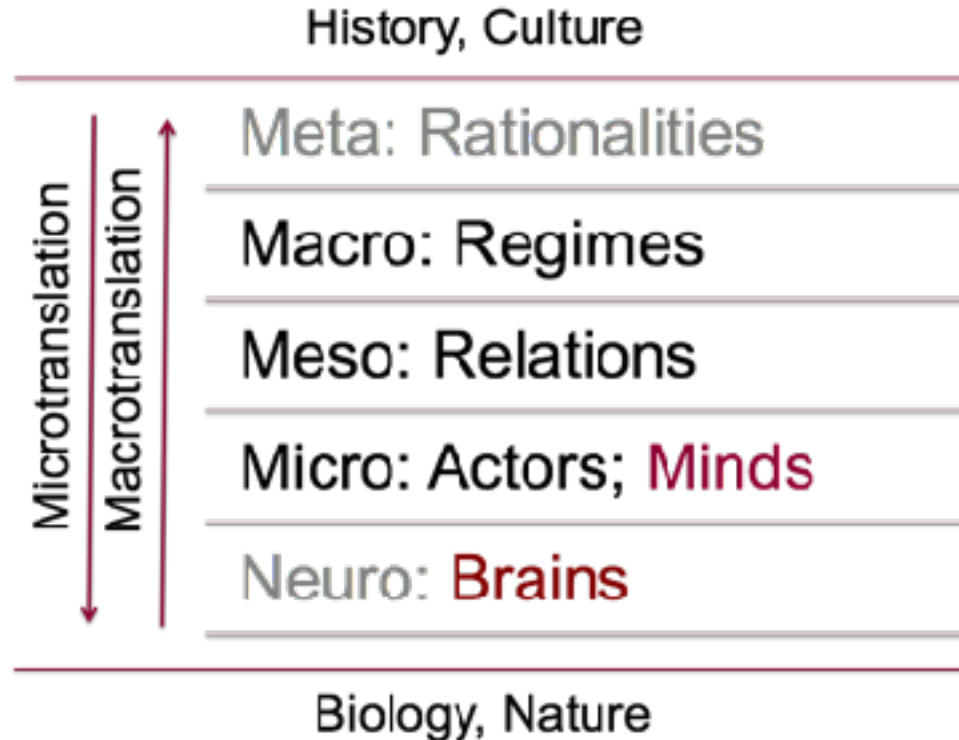 History, Culture
Microtranslation
Macrotranslation
Meta: Rationalities
Macro: Regimes
Meso: Relations
Micro: Actors; Minds
Neuro: Brains
Biology, Nature